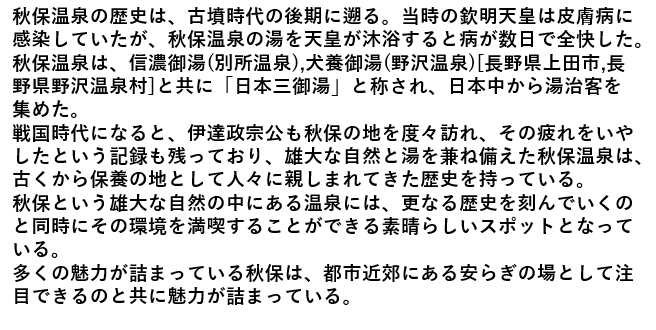 秋保温泉の歴史は、古墳時代の後期に遡る。当時の欽明天皇は皮膚病に
感染していたが、秋保温泉の湯を天皇が沐浴すると病が数日で全快した。
秋保温泉は、信濃御湯(別所温泉),犬養御湯(野沢温泉)[長野県上田市,長
野県野沢温泉村]と共に「日本三御湯」と称され、日本中から湯治客を
集めた。
戦国時代になると、伊達政宗公も秋保の地を度々訪れ、その疲れをいや
したという記録も残っており、雄大な自然と湯を兼ね備えた秋保温泉は、
古くから保養の地として人々に親しまれてきた歴史を持っている。
秋保という雄大な自然の中にある温泉には、更なる歴史を刻んでいくの
と同時にその環境を満喫することができる素晴らしいスポットとなって
いる。
多くの魅力が詰まっている秋保は、都市近郊にある安らぎの場として注
目できるのと共に魅力が詰まっている。